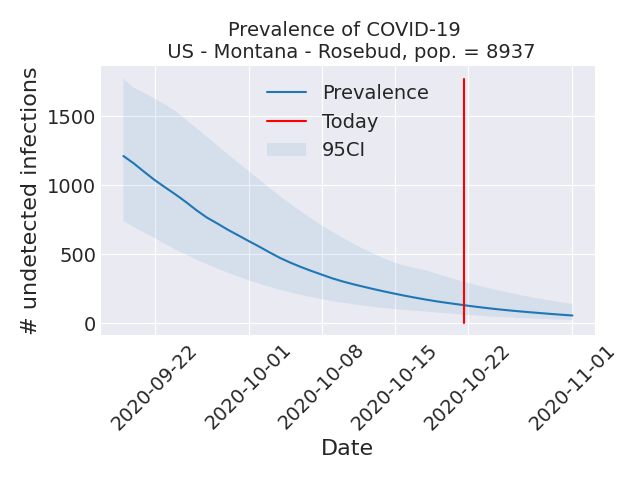 Prevalence of COVID-19
US - Montana - Rosebud, pop. = 8937
# undetected infections
1500
1000
500
0
Prevalence
Today
95CI
2020-09-22
2020-10-01
2020-10-08
2020-10-15
2020-10-22
2020-11-01
Date